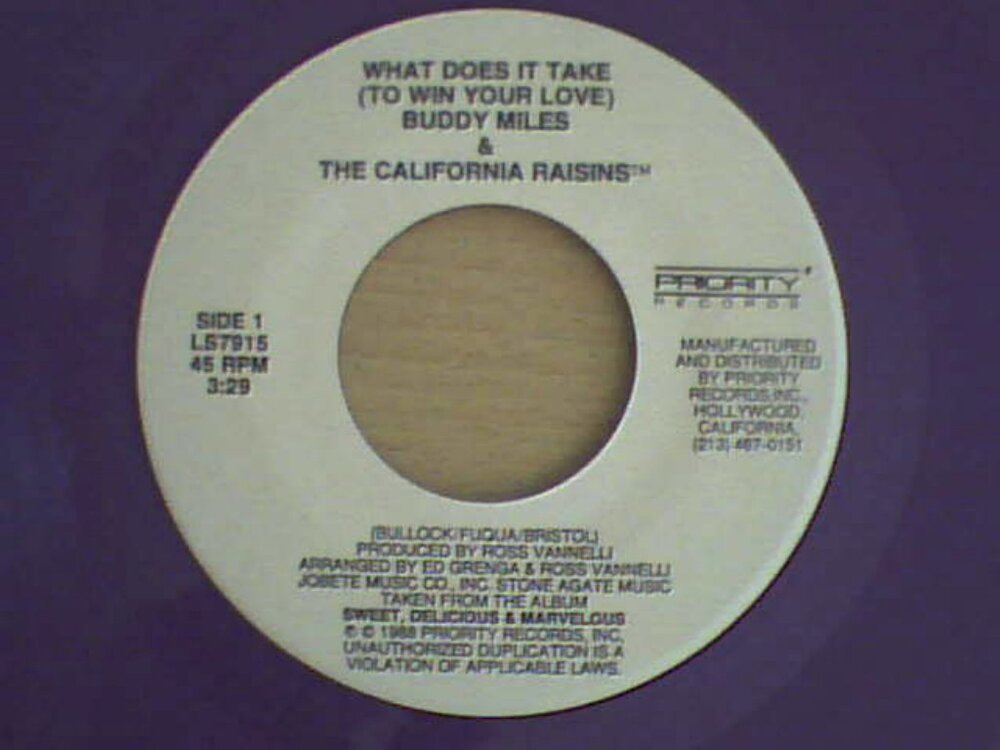 WHAT DOES IT TAKE
(TO WIN YOUR LOVE)
BUDDY MILES
&
THE CALIFORNIA RAISINS™
SIDE 1
LS7915
45 RPM
3:29
PRIORITY
RECORDS
MANUFACTURED
AND DISTRIBUTED
BY PRIORITY
RECORDS, INC.,
HOLLYWOOD,
CALIFORNIA,
(213) 467-0151
(BULLOCK/FUQUA/BRISTOL)
PRODUCED BY ROSS VANNELLI
ARRANGED BY ED GRENGA & ROSS VANNELLI
JOBETE MUSIC CO., INC. STONE AGATE MUSIC
TAKEN FROM THE ALBUM
SWEET, DELICIOUS & MARVELOUS
℗ © 1988 PRIORITY RECORDS, INC.
UNAUTHORIZED DUPLICATION IS A
VIOLATION OF APPLICABLE LAWS.